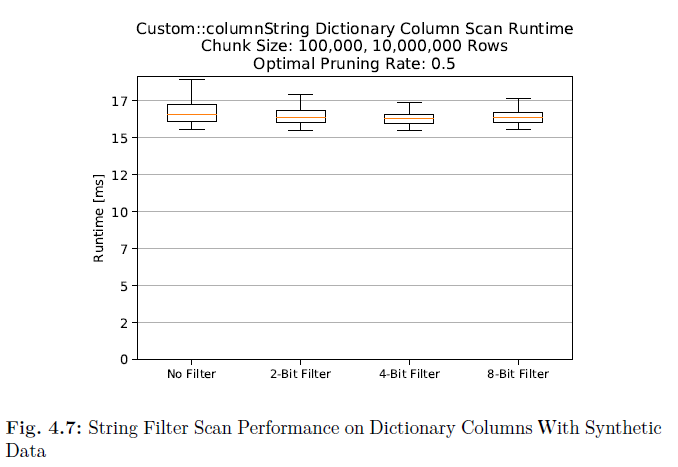 Custom::columnString Dictionary Column Scan Runtime
Chunk Size: 100,000, 10,000,000 Rows
Optimal Pruning Rate: 0.5
17
15
12
10
7
5
2
0
Runtime [ms]
No Filter
2-Bit Filter
4-Bit Filter
8-Bit Filter
Fig. 4.7: String Filter Scan Performance on Dictionary Columns With Synthetic
Data